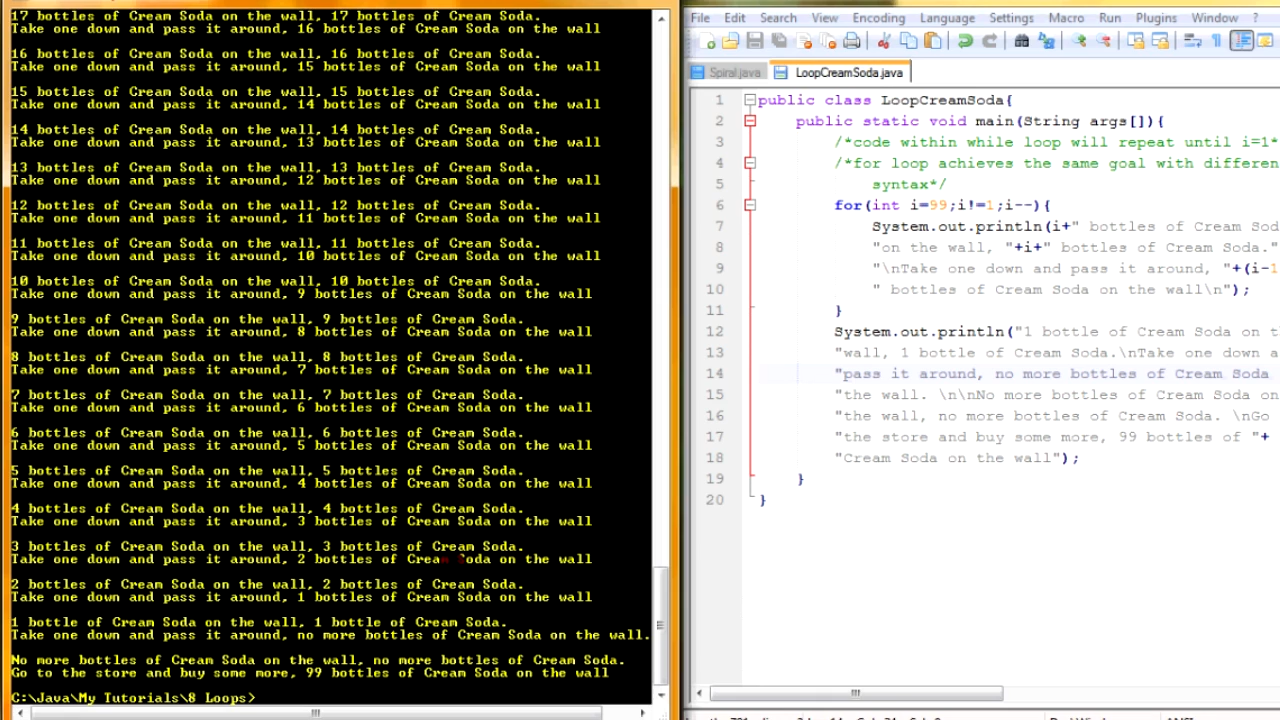 17 bottles of Cream Soda on the wall, 17 bottles of Cream Soda.
Take one down and pass it around, 16 bottles of Cream Soda on the wall
16 bottles of Cream Soda on the wall, 16 bottles of Cream Soda.
Take one down and pass it around, 15 bottles of Cream Soda on the wall
15 bottles of Cream Soda on the wall, 15 bottles of Cream Soda.
Take one down and pass it around, 14 bottles of Cream Soda on the wall
14 bottles of Cream Soda on the wall, 14 bottles of Cream Soda.
Take one down and pass it around, 13 bottles of Cream Soda on the wall
13 bottles of Cream Soda on the wall, 13 bottles of Cream Soda.
Take one down and pass it around, 12 bottles of Cream Soda on the wall
12 bottles of Cream Soda on the wall, 12 bottles of Cream Soda.
Take one down and pass it around, 11 bottles of Cream Soda on the wall
11 bottles of Cream Soda on the wall, 11 bottles of Cream Soda.
Take one down and pass it around, 10 bottles of Cream Soda on the wall
10 bottles of Cream Soda on the wall, 10 bottles of Cream Soda.
Take one down and pass it around, 9 bottles of Cream Soda on the wall
9 bottles of Cream Soda on the wall, 9 bottles of Cream Soda.
Take one down and pass it around, 8 bottles of Cream Soda on the wall
8 bottles of Cream Soda on the wall, 8 bottles of Cream Soda.
Take one down and pass it around, 7 bottles of Cream Soda on the wall
7 bottles of Cream Soda on the wall, 7 bottles of Cream Soda.
Take one down and pass it around, 6 bottles of Cream Soda on the wall
6 bottles of Cream Soda on the wall, 6 bottles of Cream Soda.
Take one down and pass it around, 5 bottles of Cream Soda on the wall
5 bottles of Cream Soda on the wall, 5 bottles of Cream Soda.
Take one down and pass it around, 4 bottles of Cream Soda on the wall
4 bottles of Cream Soda on the wall, 4 bottles of Cream Soda.
Take one down and pass it around, 3 bottles of Cream Soda on the wall
3 bottles of Cream Soda on the wall, 3 bottles of Cream Soda.
Take one down and pass it around, 2 bottles of Cream Soda on the wall
2 bottles of Cream Soda on the wall, 2 bottles of Cream Soda.
Take one down and pass it around, 1 bottles of Cream Soda on the wall
1 bottle of Cream Soda on the wall, 1 bottle of Cream Soda.
Take one down and pass it around, no more bottles of Cream Soda on the wall.
No more bottles of Cream Soda on the wall, no more bottles of Cream Soda.
Go to the store and buy some more, 99 bottles of Cream Soda on the wall
C:\Java\My Tutorials\8 Loops>
File Edit Search View Encoding Language Settings Macro Run Plugins Window ?
Spiral.java LoopCreamSoda.java
1 public class LoopCreamSoda{
2 public static void main(String args[]){
3 /*code within while loop will repeat until i=1*
4 /*for loop achieves the same goal with differen
5 syntax*/
6 for(int i=99;i!=1;i--){
7 System.out.println(i+" bottles of Cream Sod
8 "on the wall, "+i+" bottles of Cream Soda."
9 "\nTake one down and pass it around, "+(i-1
10 " bottles of Cream Soda on the wall\n");
11 }
12 System.out.println("1 bottle of Cream Soda on t
13 "wall, 1 bottle of Cream Soda.\nTake one down a
14 "pass it around, no more bottles of Cream Soda
15 "the wall. \n\nNo more bottles of Cream Soda on
16 "the wall, no more bottles of Cream Soda. \nGo
17 "the store and buy some more, 99 bottles of "+
18 "Cream Soda on the wall");
19 }
20 }